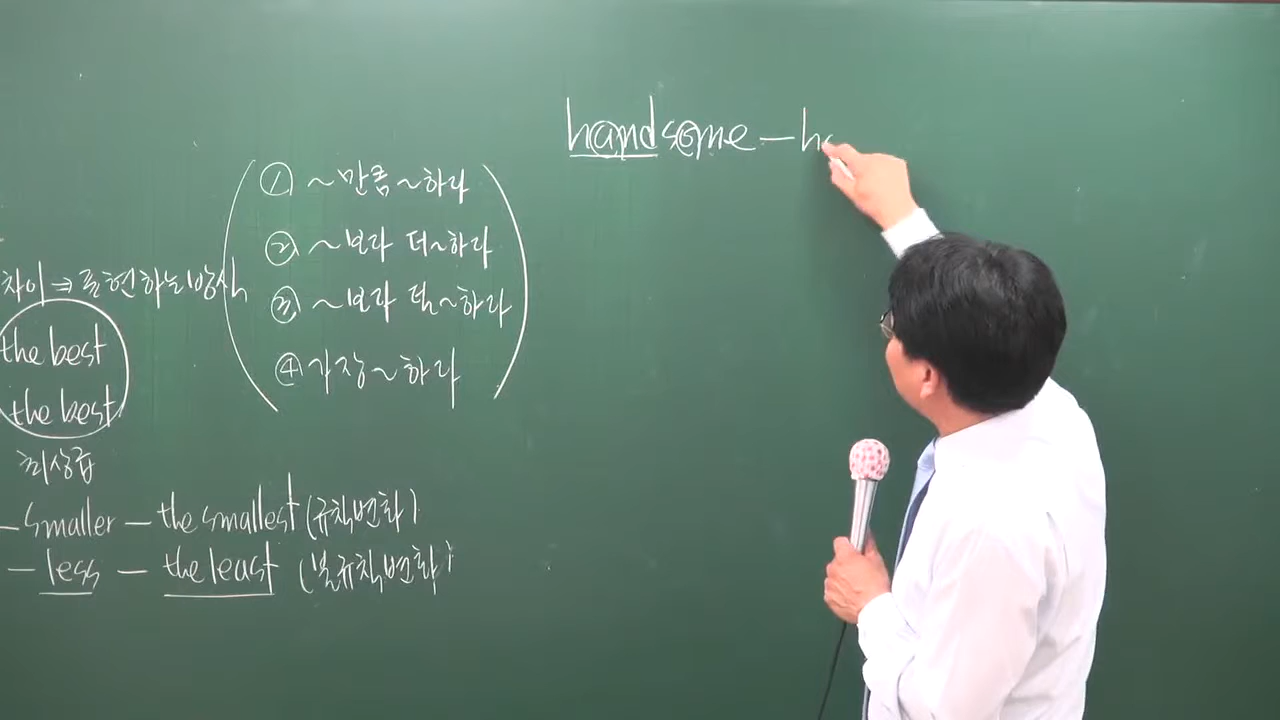 handsome – ha
① ~만큼 ~하다
② ~보다 더~하다
③ ~보다 덜~하다
④ 가장~하다
차이 ⇒ 표현하는방식
the best
the best
최상급
– smaller – the smallest (규칙변화)
– less – the least (불규칙변화)